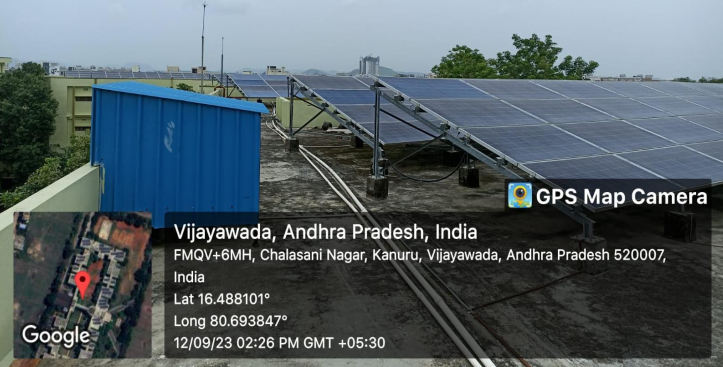 GPS Map Camera
Vijayawada, Andhra Pradesh, India
FMQV+6MH, Chalasani Nagar, Kanuru, Vijayawada, Andhra Pradesh 520007,
India
Lat 16.488101°
Long 80.693847°
12/09/23 02:26 PM GMT +05:30
Google